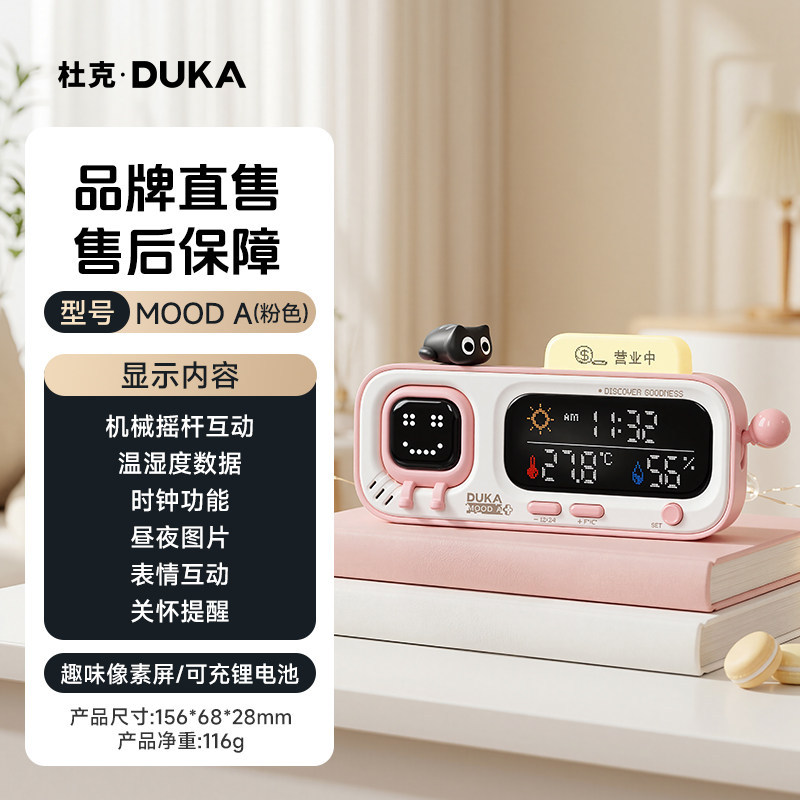 杜克·DUKA
品牌直售
售后保障
型号 MOOD A(粉色)
显示内容
机械摇杆互动
温湿度数据
时钟功能
昼夜图片
表情互动
关怀提醒
趣味像素屏/可充锂电池
产品尺寸:156*68*28mm
产品净重:116g
$ 营业中
DISCOVER GOODNESS
AM 11:32
27.8°C 56%
DUKA
MOOD A+
- 12/24 + F°/C° SET